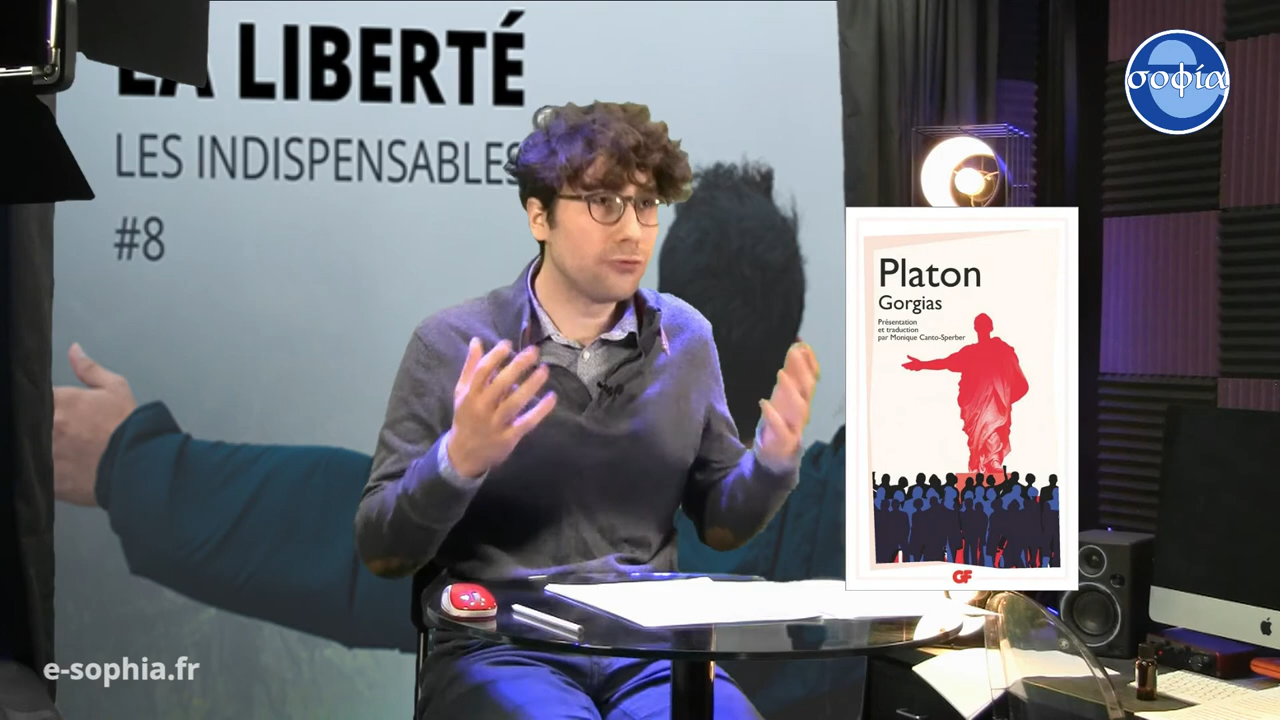 LA LIBERTÉ
LES INDISPENSABLES
#8
σοφία
Platon
Gorgias
Présentation
et traduction
par Monique Canto-Sperber
GF
e-sophia.fr